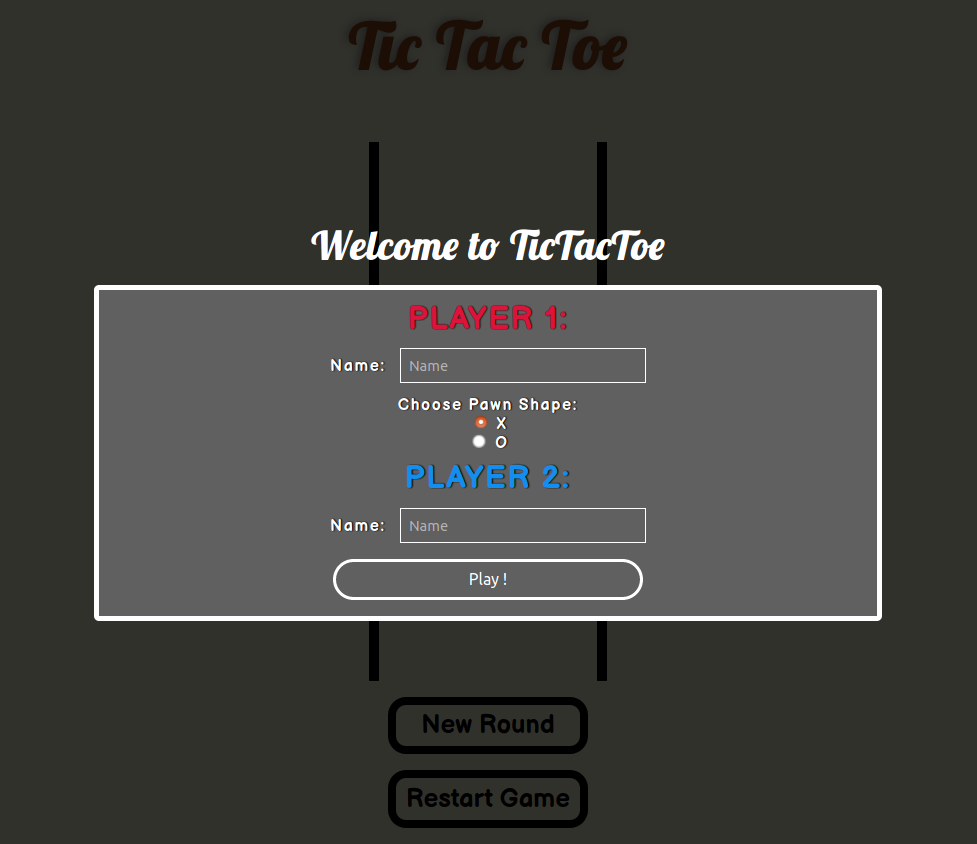 Tic Tac Toe
Welcome to TicTacToe
PLAYER 1:
Name: Name
Choose Pawn Shape:
X
O
PLAYER 2:
Name: Name
Play !
New Round
Restart Game